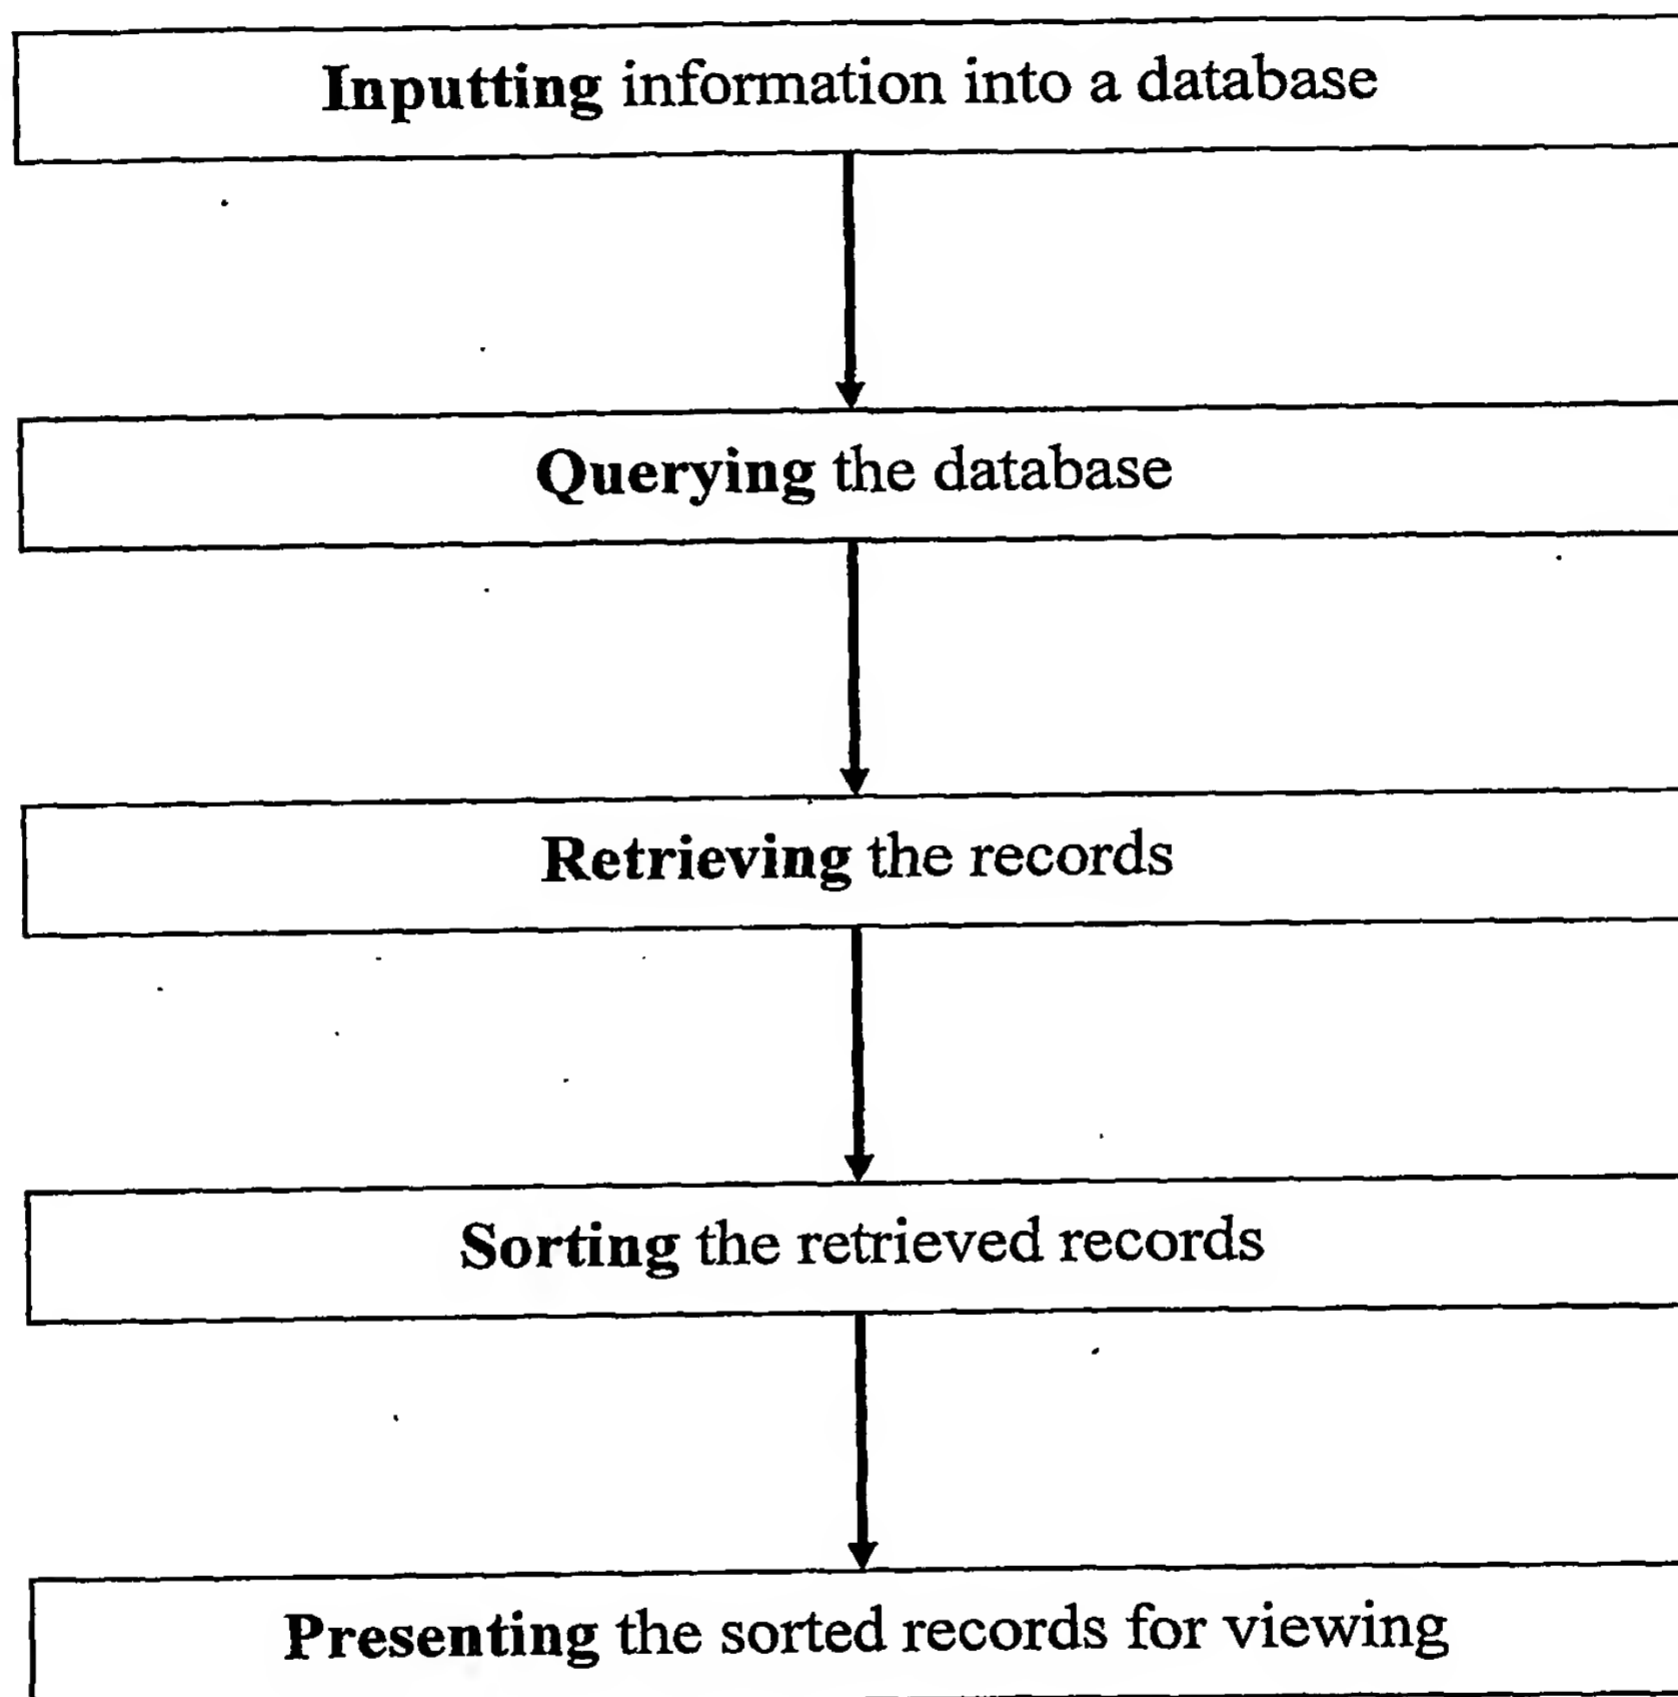 Inputting information into a database
Querying the database
Retrieving the records
Sorting the retrieved records
Presenting the sorted records for viewing